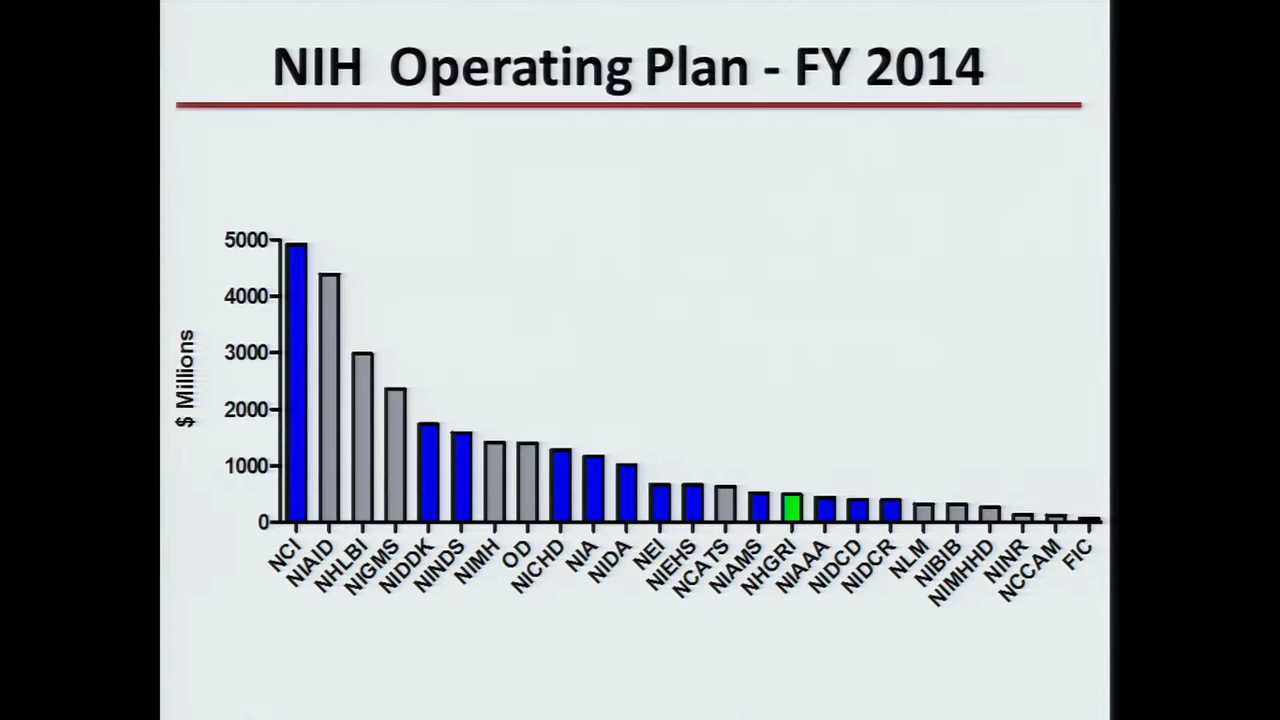 NIH Operating Plan - FY 2014
$ Millions
5000
4000
3000
2000
1000
0
NCI
NIAID
NHLBI
NIGMS
NIDDK
NINDS
NIMH
OD
NICHD
NIA
NIDA
NEI
NIEHS
NCATS
NIAMS
NHGRI
NIAAA
NIDCD
NIDCR
NLM
NIBIB
NIMHHD
NINR
NCCAM
FIC